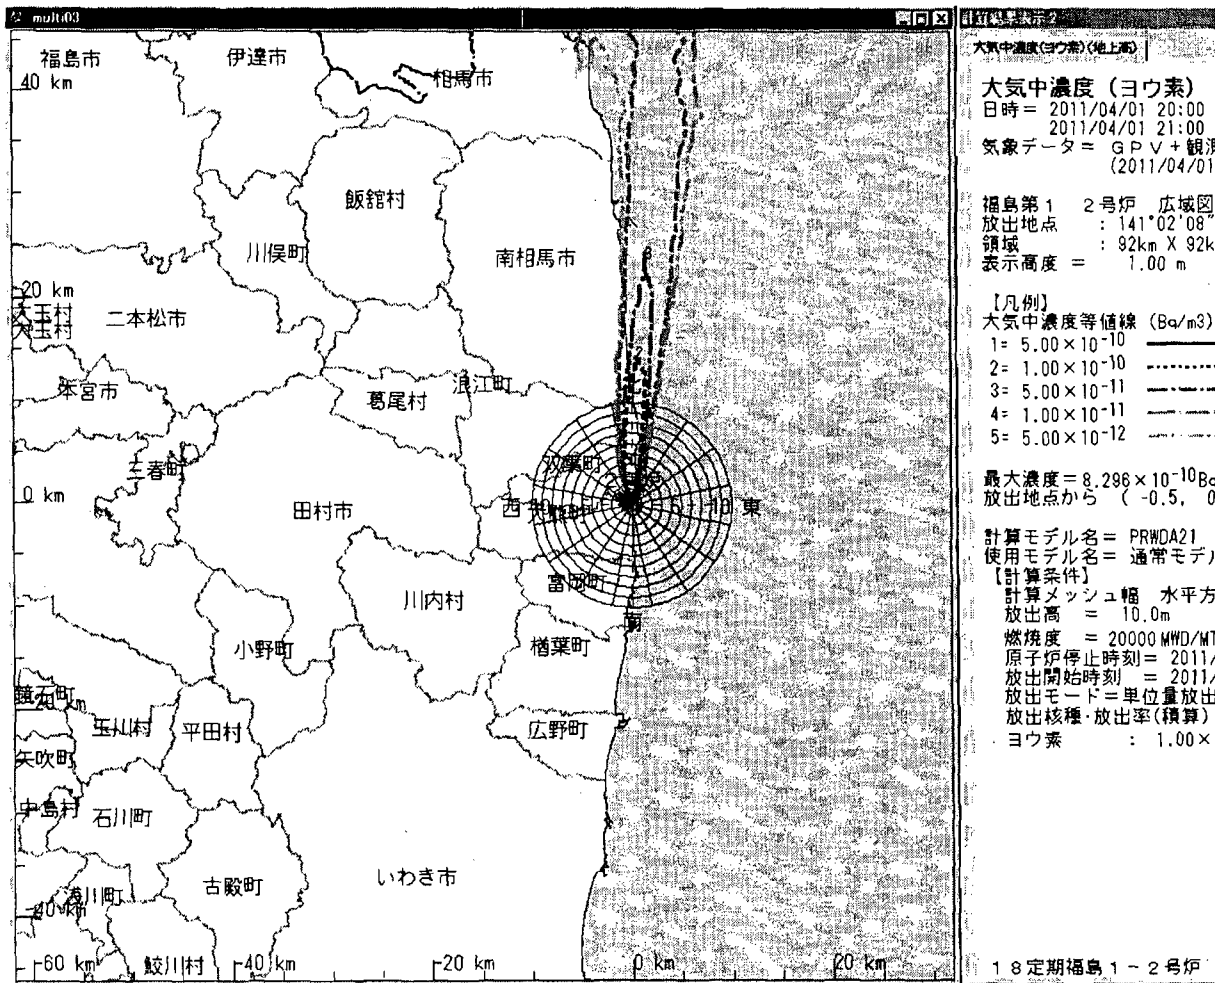 multi03
福島市
伊達市
相馬市
40 km
飯舘村
川俣町
南相馬市
20 km
大玉村
大玉村
二本松市
本宮市
葛尾村
浪江町
三春町
双葉町
0 km
田村市
西
東
富岡町
川内村
南
小野町
楢葉町
鏡石町
玉川村
平田村
広野町
矢吹町
中島村
石川町
古殿町
いわき市
浅川町
-40 km
鮫川村
-60 km
-40 km
-20 km
0 km
20 km
計算結果表示2
大気中濃度(ヨウ素)(地上高)
大気中濃度(ヨウ素)
日時= 2011/04/01 20:00
2011/04/01 21:00
気象データ= GPV+観測
(2011/04/01
福島第1 2号炉 広域図
放出地点 : 141°02'08"
領域 : 92km X 92k
表示高度 = 1.00 m
【凡例】
大気中濃度等値線 (Bq/m3)
1= 5.00×10⁻¹⁰
2= 1.00×10⁻¹⁰
3= 5.00×10⁻¹¹
4= 1.00×10⁻¹¹
5= 5.00×10⁻¹²
最大濃度=8.296×10⁻¹⁰Bq
放出地点から ( -0.5, 0
計算モデル名= PRWDA21
使用モデル名= 通常モデル
【計算条件】
計算メッシュ幅 水平方
放出高 = 10.0m
燃焼度 = 20000MWD/MT
原子炉停止時刻= 2011/
放出開始時刻 = 2011/
放出モード=単位量放出
放出核種・放出率(積算)
ヨウ素 : 1.00×
18定期福島1-2号炉